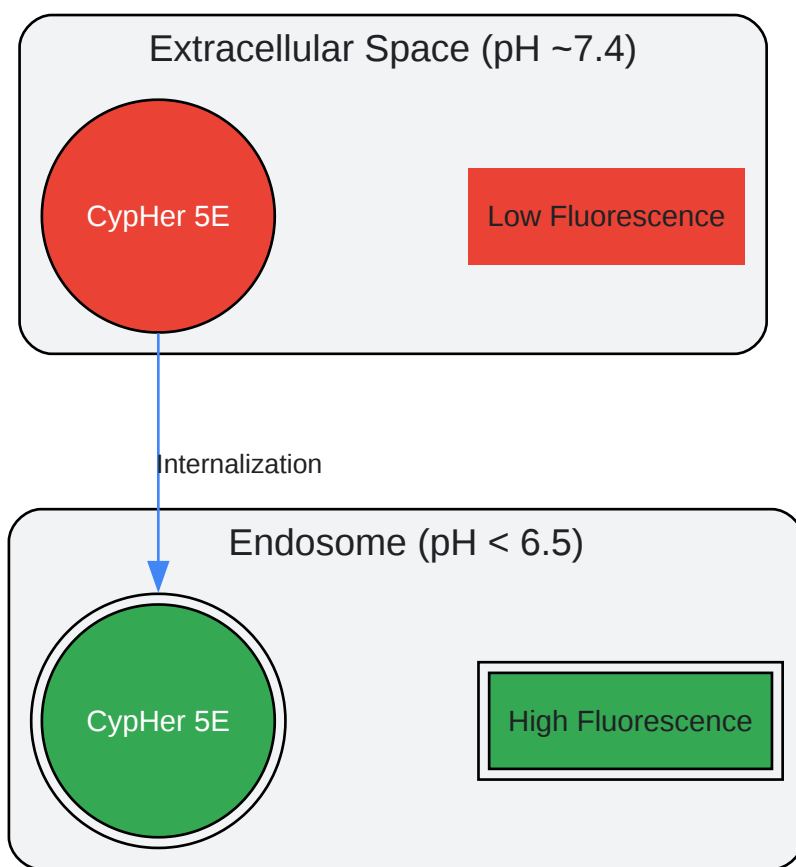 Extracellular Space (pH ~7.4)
CypHer 5E
Low Fluorescence
Internalization
Endosome (pH < 6.5)
CypHer 5E
High Fluorescence